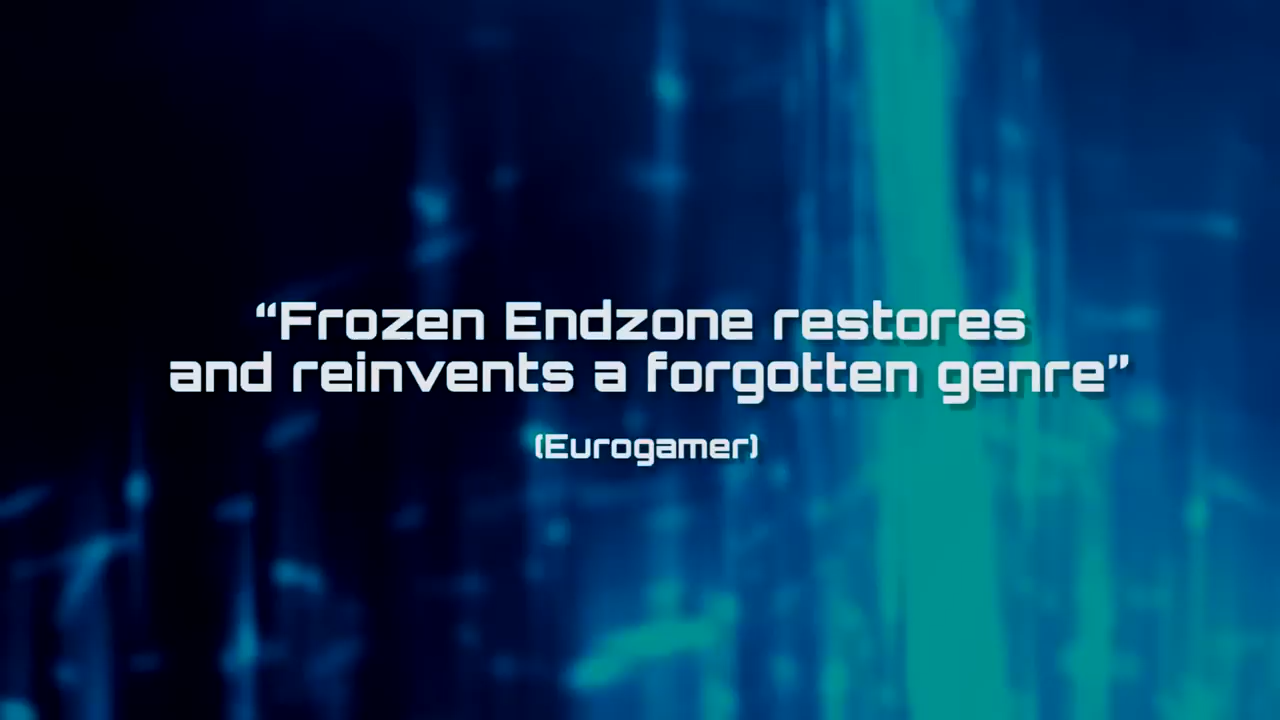 “Frozen Endzone restores
and reinvents a forgotten genre”
(Eurogamer)